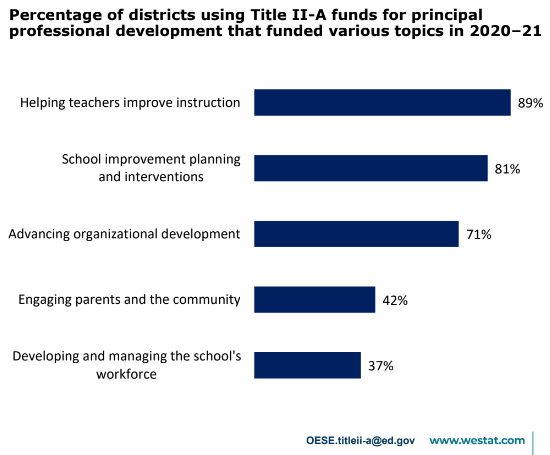 Percentage of districts using Title II-A funds for principal
professional development that funded various topics in 2020–21
Helping teachers improve instruction 89%
School improvement planning
and interventions 81%
Advancing organizational development 71%
Engaging parents and the community 42%
Developing and managing the school's
workforce 37%
OESE.titleii-a@ed.gov www.westat.com